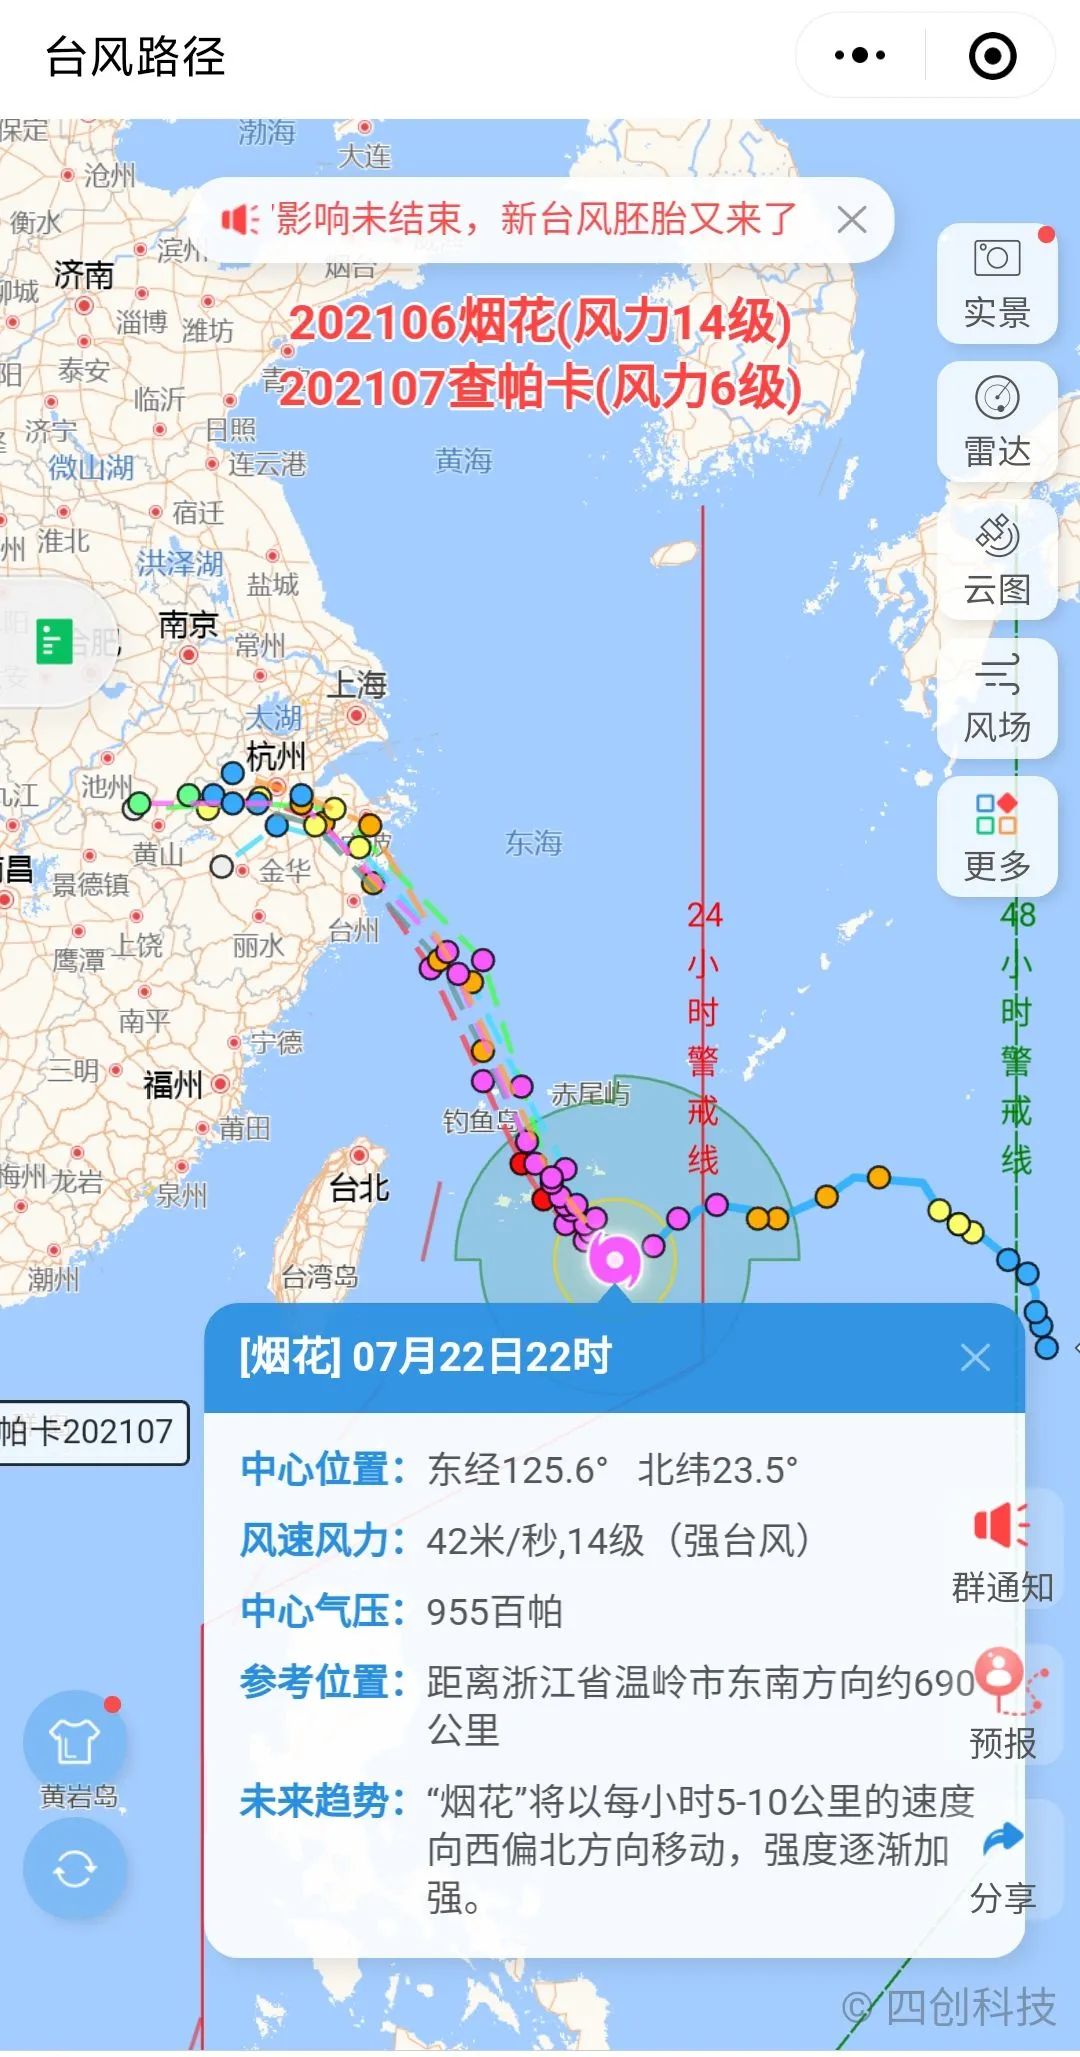 台风路径
渤海
保定
大连
沧州
影响未结束，新台风胚胎又来了
衡水
滨州
烟台
实景
济南
聊城
淄博
潍坊
202106烟花(风力14级)
泰安
202107查帕卡(风力6级)
临沂
济宁
日照
雷达
微山湖
连云港
黄海
宿迁
淮北
州
洪泽湖
盐城
云图
南京
常州
合肥
上海
太湖
风场
杭州
池州
九江
黄山
东海
更多
昌
金华
景德镇
台州
24小时警戒线
48小时警戒线
上饶
丽水
鹰潭
南平
宁德
三明
福州
赤尾屿
钓鱼岛
莆田
梅州
龙岩
泉州
台北
潮州
台湾岛
[烟花] 07月22日22时
帕卡202107
中心位置：东经125.6° 北纬23.5°
风速风力：42米/秒,14级（强台风）
中心气压：955百帕
群通知
参考位置：距离浙江省温岭市东南方向约690
公里
预报
黄岩岛
未来趋势：“烟花”将以每小时5-10公里的速度
向西偏北方向移动，强度逐渐加
强。
分享
© 四创科技